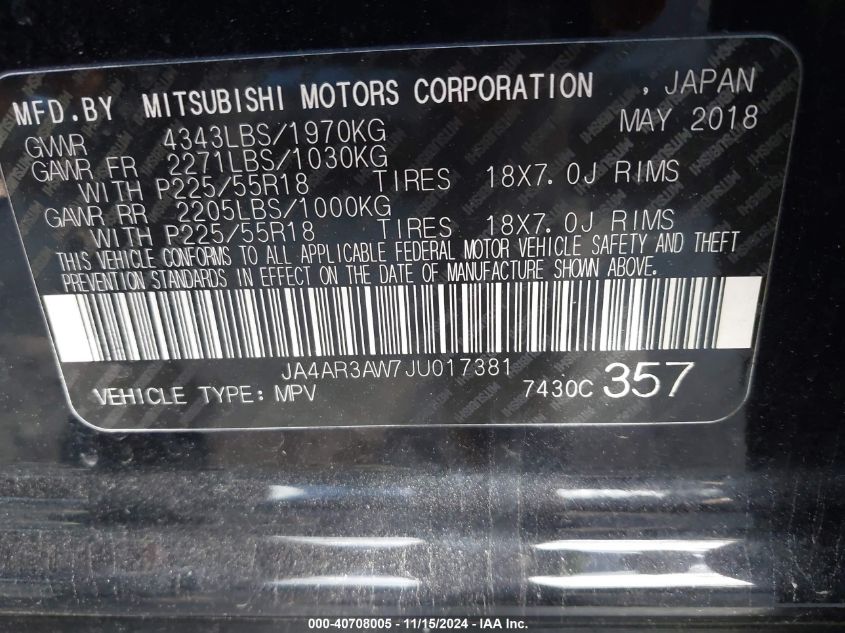 MFD.BY MITSUBISHI MOTORS CORPORATION , JAPAN
GVWR 4343LBS/1970KG MAY 2018
GAWR FR 2271LBS/1030KG
WITH P225/55R18 TIRES 18X7.0J RIMS
GAWR RR 2205LBS/1000KG
WITH P225/55R18 TIRES 18X7.0J RIMS
THIS VEHICLE CONFORMS TO ALL APPLICABLE FEDERAL MOTOR VEHICLE SAFETY AND THEFT
PREVENTION STANDARDS IN EFFECT ON THE DATE OF MANUFACTURE SHOWN ABOVE.
JA4AR3AW7JU017381
VEHICLE TYPE: MPV 7430C 357
000-40708005 - 11/15/2024 - IAA Inc.